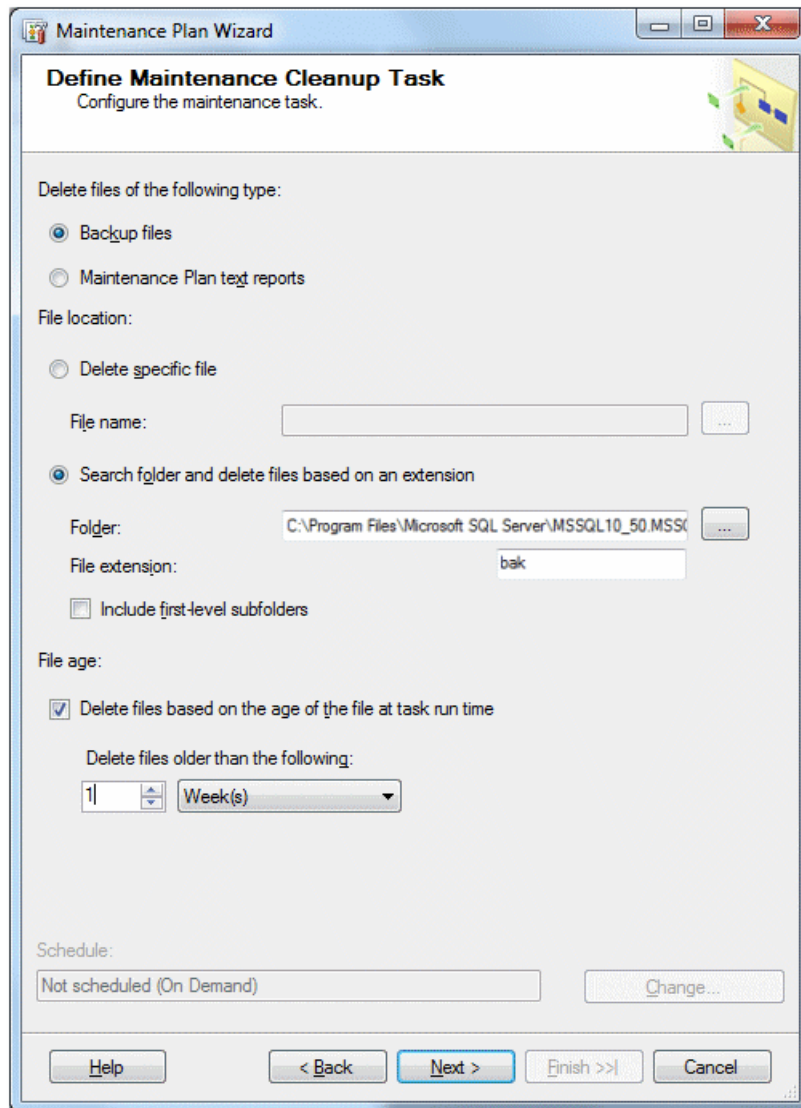 Maintenance Plan Wizard
Define Maintenance Cleanup Task
Configure the maintenance task.
Delete files of the following type:
Backup files
Maintenance Plan text reports
File location:
Delete specific file
File name:
...
Search folder and delete files based on an extension
Folder:
C:\Program Files\Microsoft SQL Server\MSSQL10_50.MSSQ
...
File extension:
bak
Include first-level subfolders
File age:
Delete files based on the age of the file at task run time
Delete files older than the following:
1
Week(s)
Schedule:
Not scheduled (On Demand)
Change...
Help
< Back
Next >
Finish >>|
Cancel